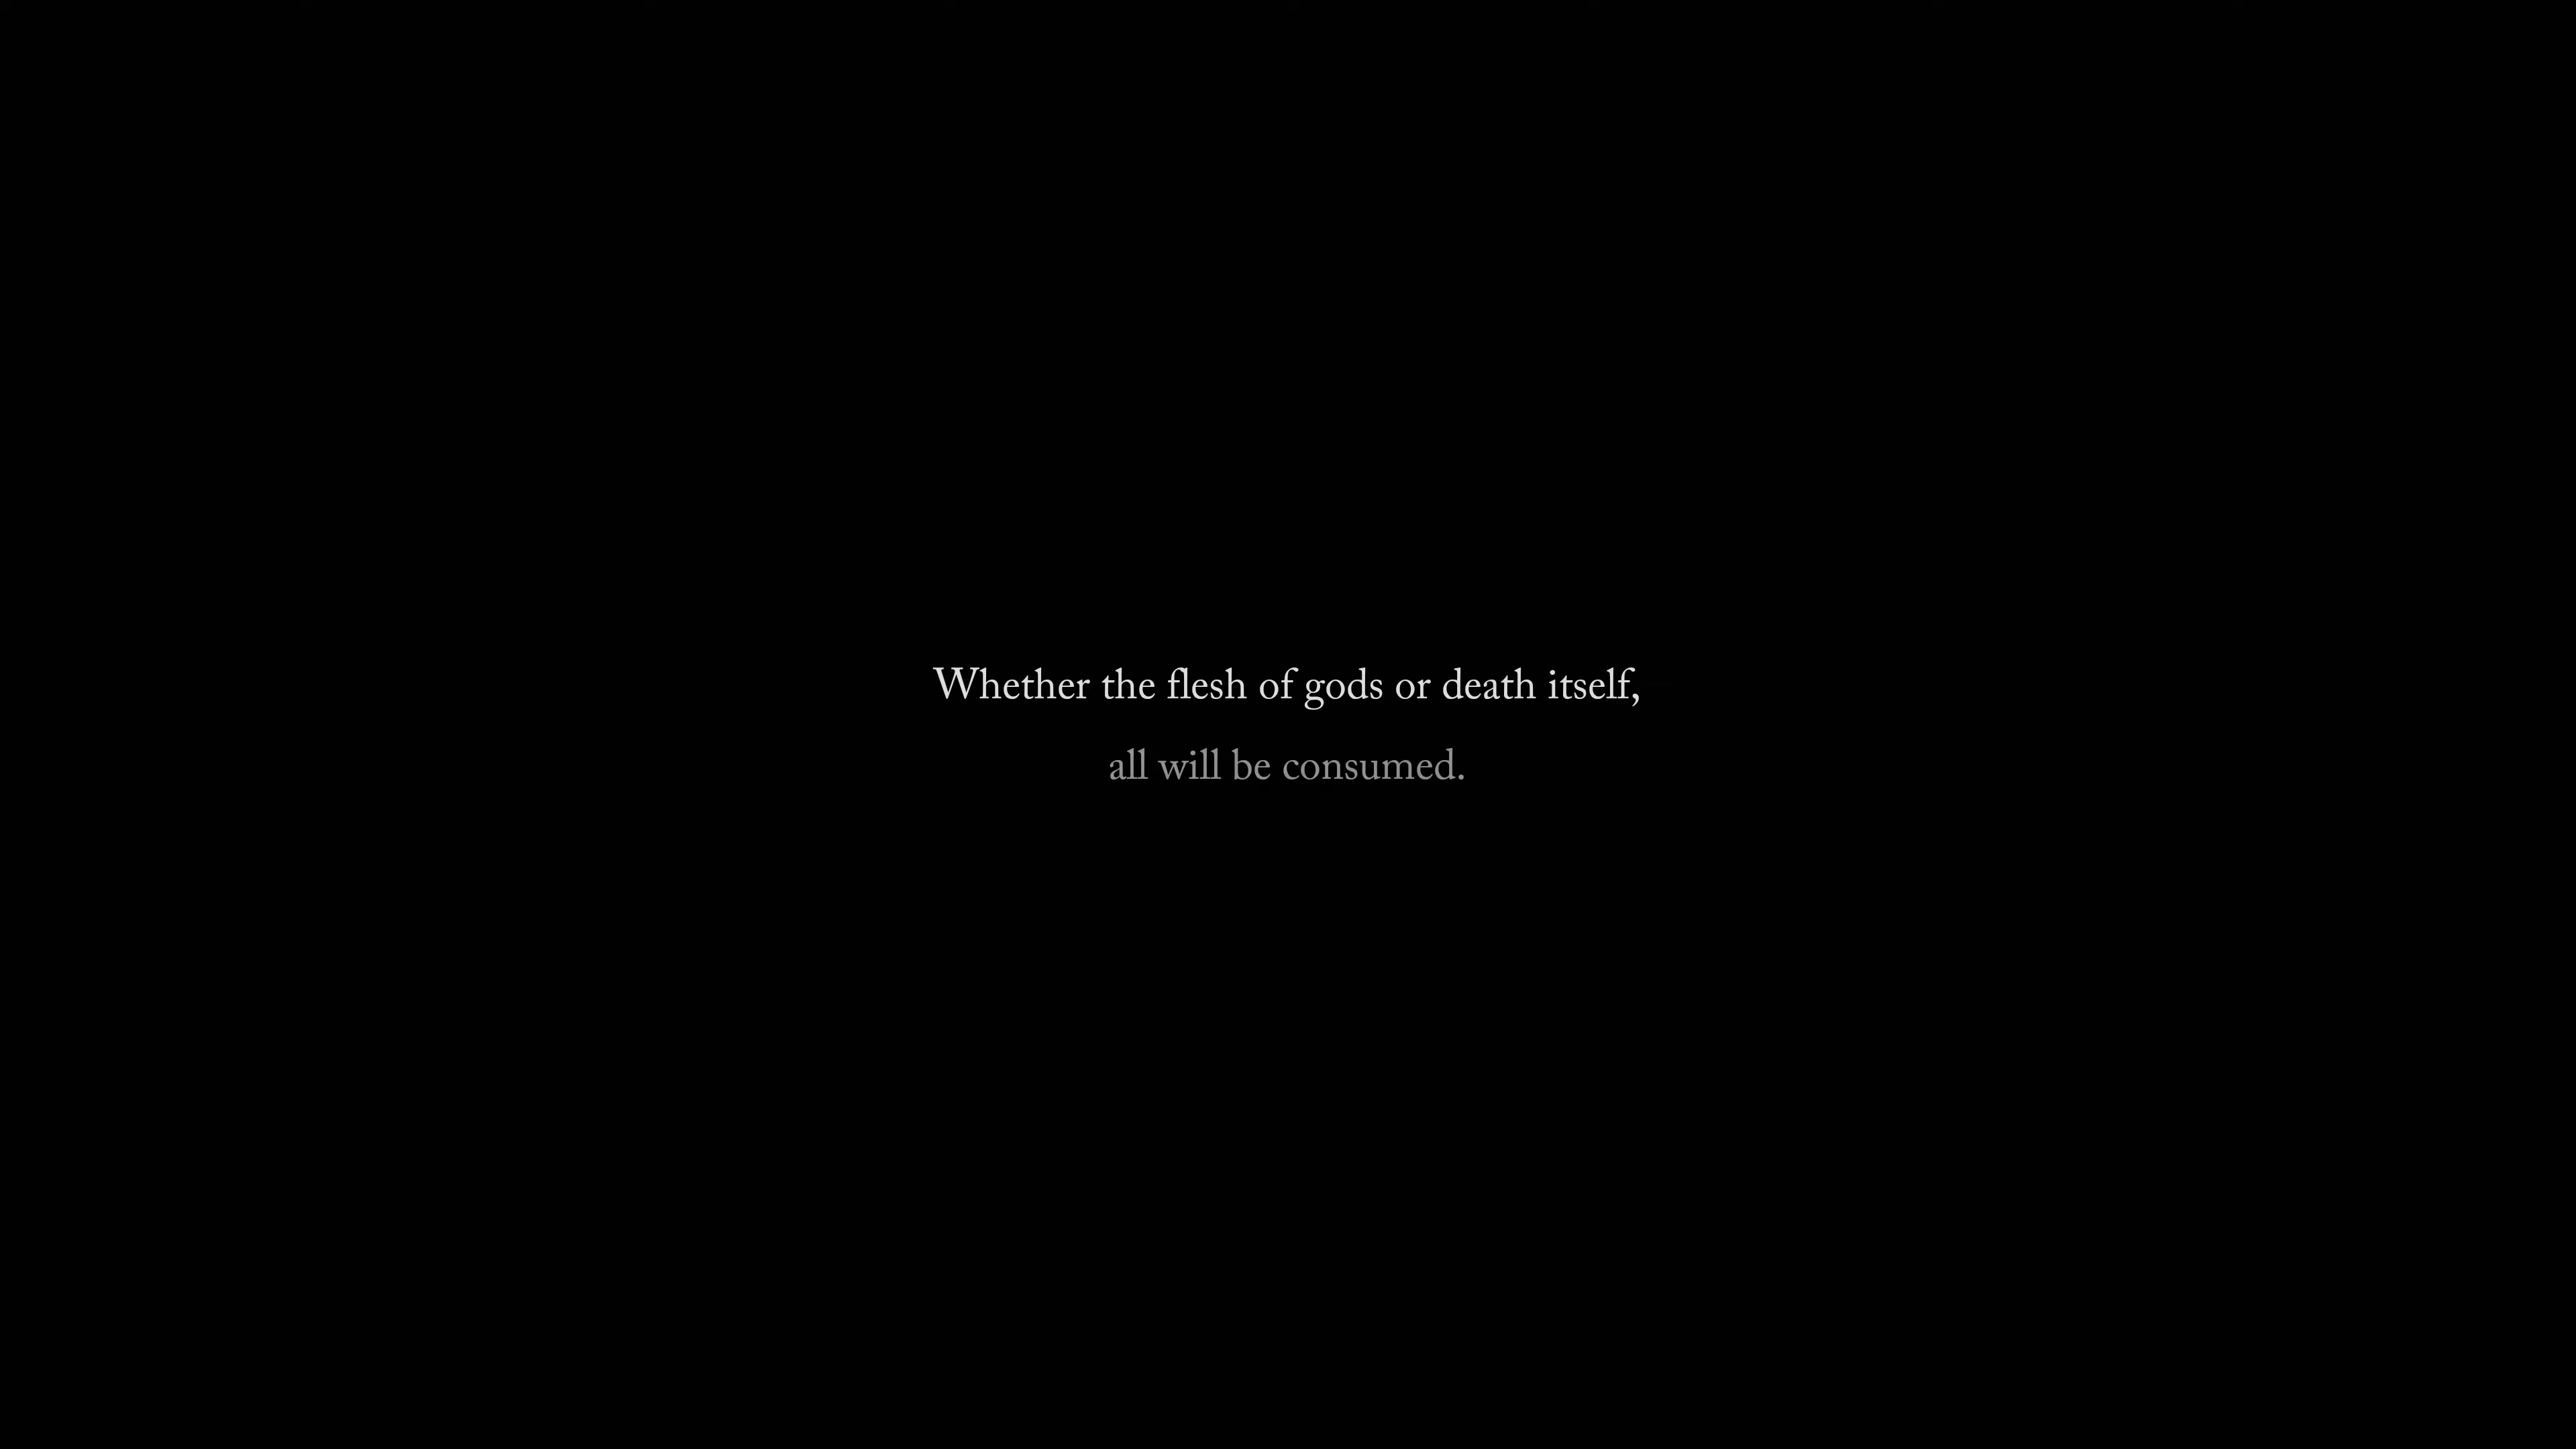 Whether the flesh of gods or death itself,
all will be consumed.